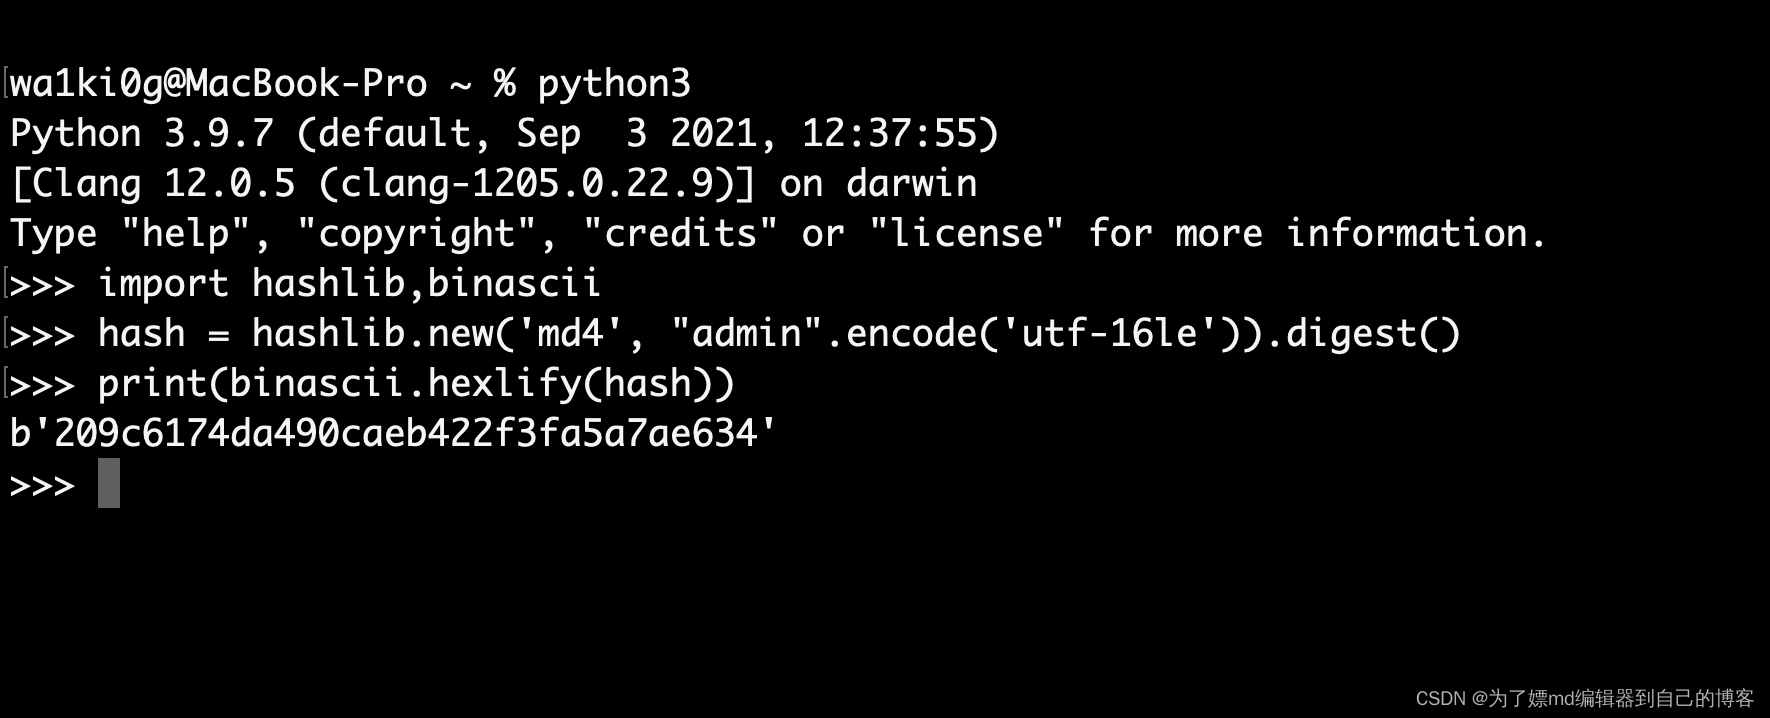 wa1ki0g@MacBook-Pro ~ % python3
Python 3.9.7 (default, Sep  3 2021, 12:37:55)
[Clang 12.0.5 (clang-1205.0.22.9)] on darwin
Type "help", "copyright", "credits" or "license" for more information.
>>> import hashlib,binascii
>>> hash = hashlib.new('md4', "admin".encode('utf-16le')).digest()
>>> print(binascii.hexlify(hash))
b'209c6174da490caeb422f3fa5a7ae634'
>>>
CSDN @为了嫖md编辑器到自己的博客